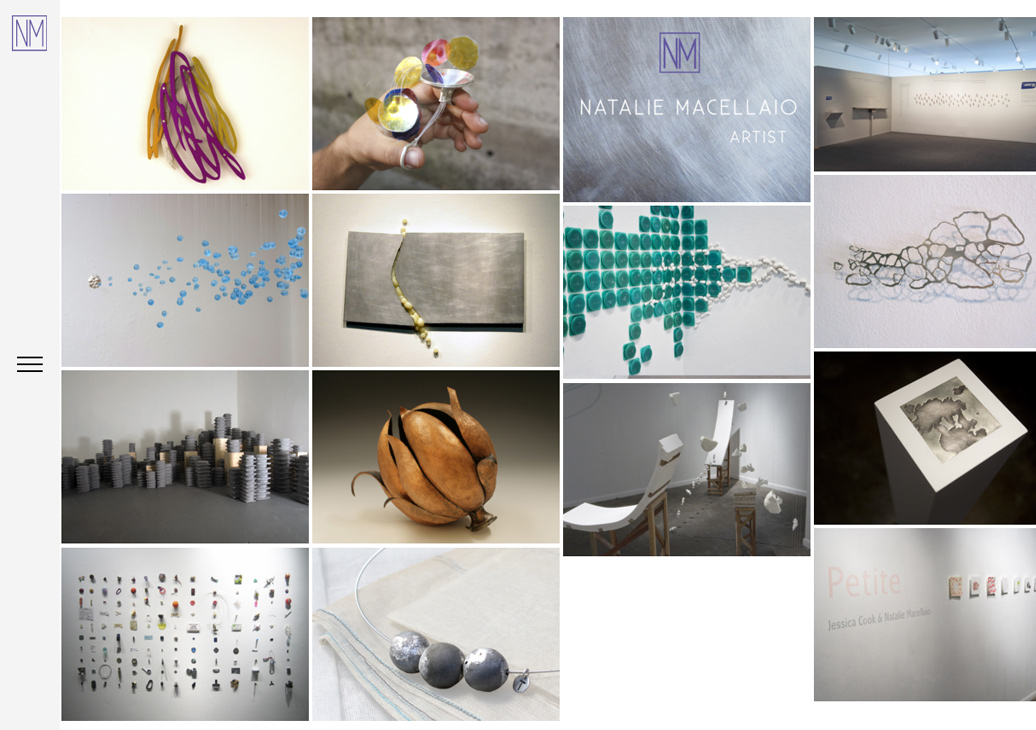 NM
NM
NATALIE MACELLAIO
ARTIST
Petite
Jessica Cook & Natalie Macellaio